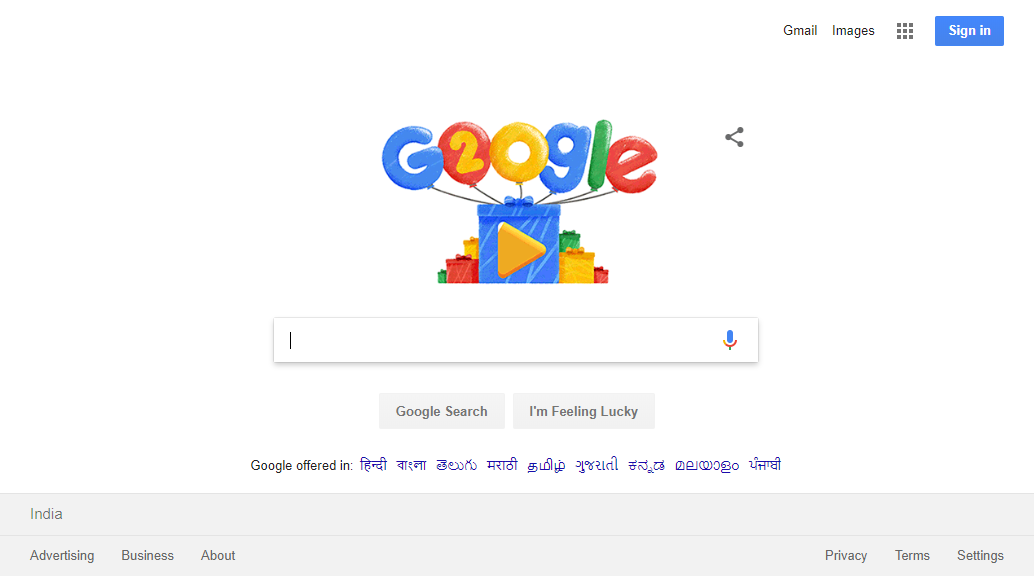 Gmail Images Sign in
G2OGLE
Google Search I'm Feeling Lucky
Google offered in: हिन्दी বাংলা తెలుగు मराठी தமிழ் ગુજરાતી ಕನ್ನಡ മലയാളം ਪੰਜਾਬੀ
India
Advertising Business About Privacy Terms Settings